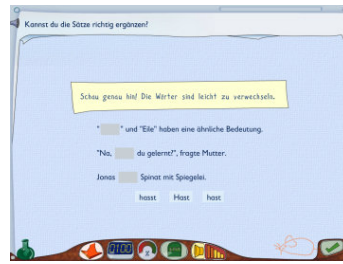 Kannst du die Sätze richtig ergänzen?
Schau genau hin! Die Wörter sind leicht zu verwechseln.
" " und "Eile" haben eine ähnliche Bedeutung.
"Na, du gelernt?", fragte Mutter.
Jonas Spinat mit Spiegelei.
hasst Hast hast
0100